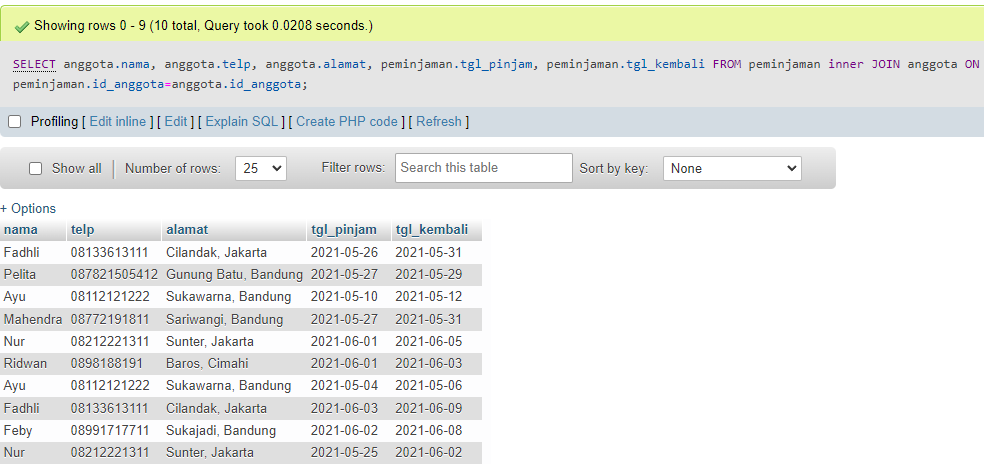 Showing rows 0 - 9 (10 total, Query took 0.0208 seconds.)
SELECT anggota.nama, anggota.telp, anggota.alamat, peminjaman.tgl_pinjam, peminjaman.tgl_kembali FROM peminjaman inner JOIN anggota ON
peminjaman.id_anggota=anggota.id_anggota;
Profiling [ Edit inline ] [ Edit ] [ Explain SQL ] [ Create PHP code ] [ Refresh ]
Show all Number of rows: 25 Filter rows: Search this table Sort by key: None
+ Options
nama telp alamat tgl_pinjam tgl_kembali
Fadhli 08133613111 Cilandak, Jakarta 2021-05-26 2021-05-31
Pelita 087821505412 Gunung Batu, Bandung 2021-05-27 2021-05-29
Ayu 08112121222 Sukawarna, Bandung 2021-05-10 2021-05-12
Mahendra 08772191811 Sariwangi, Bandung 2021-05-27 2021-05-31
Nur 08212221311 Sunter, Jakarta 2021-06-01 2021-06-05
Ridwan 0898188191 Baros, Cimahi 2021-06-01 2021-06-03
Ayu 08112121222 Sukawarna, Bandung 2021-05-04 2021-05-06
Fadhli 08133613111 Cilandak, Jakarta 2021-06-03 2021-06-09
Feby 08991717711 Sukajadi, Bandung 2021-06-02 2021-06-08
Nur 08212221311 Sunter, Jakarta 2021-05-25 2021-06-02